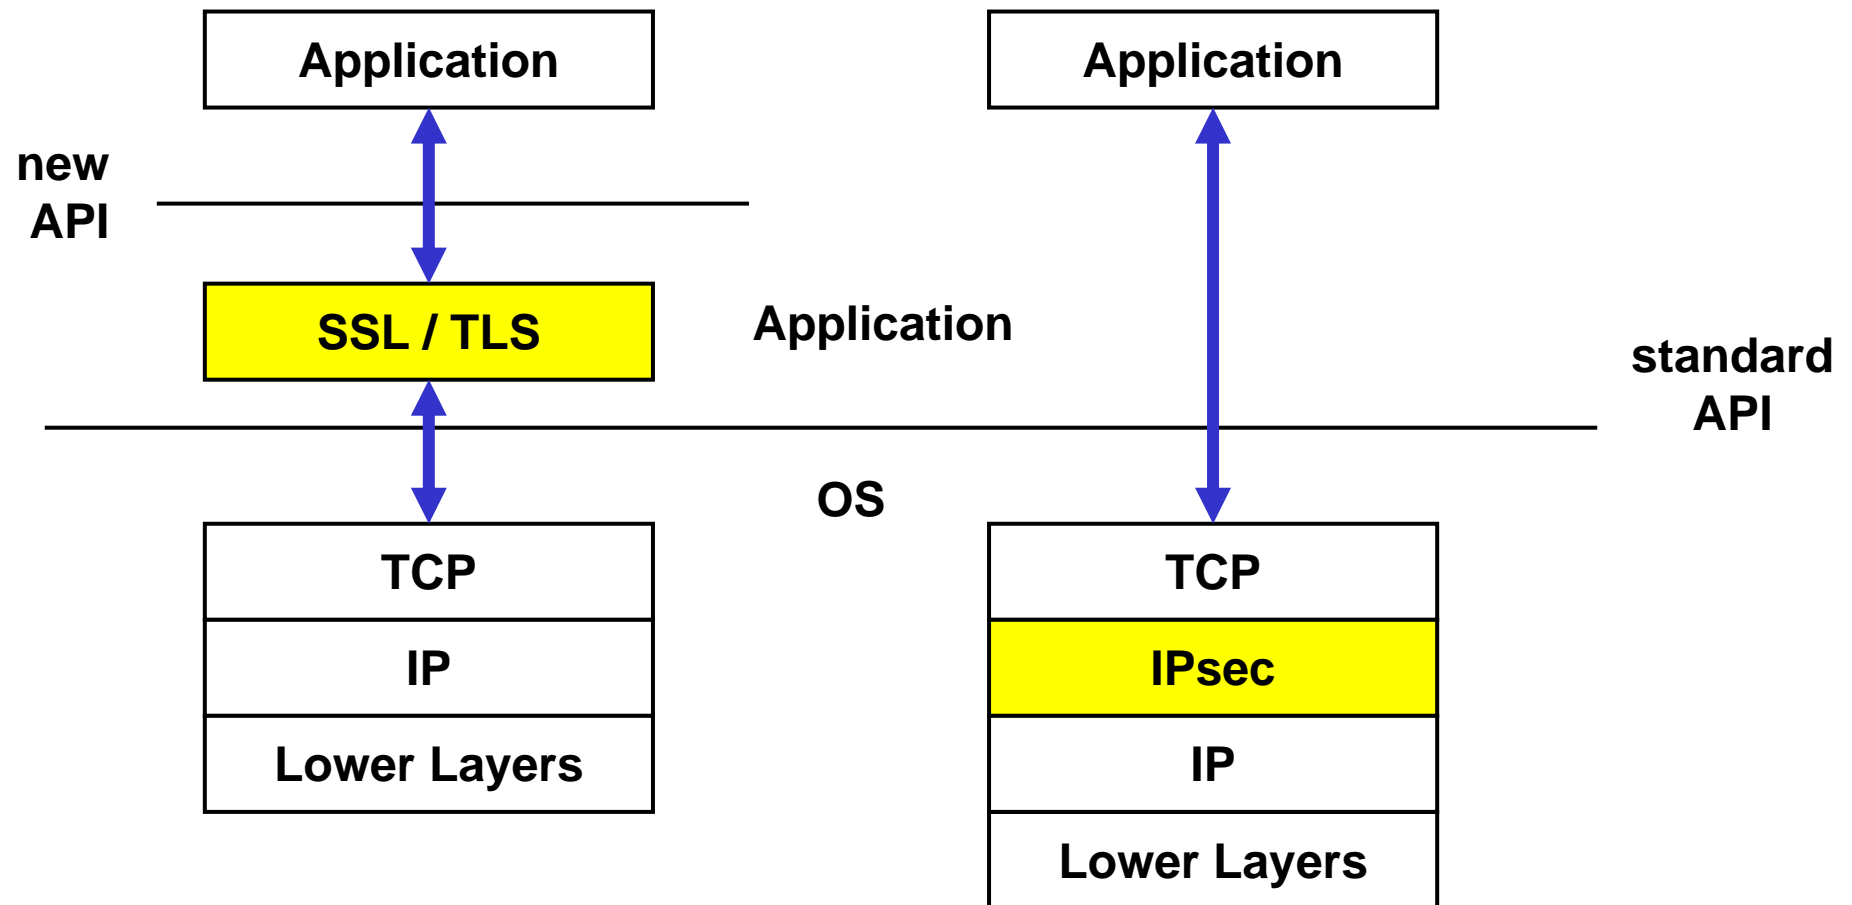 Application
Application
new
API
SSL / TLS
Application
standard
API
OS
TCP
TCP
IP
IPsec
Lower Layers
IP
Lower Layers